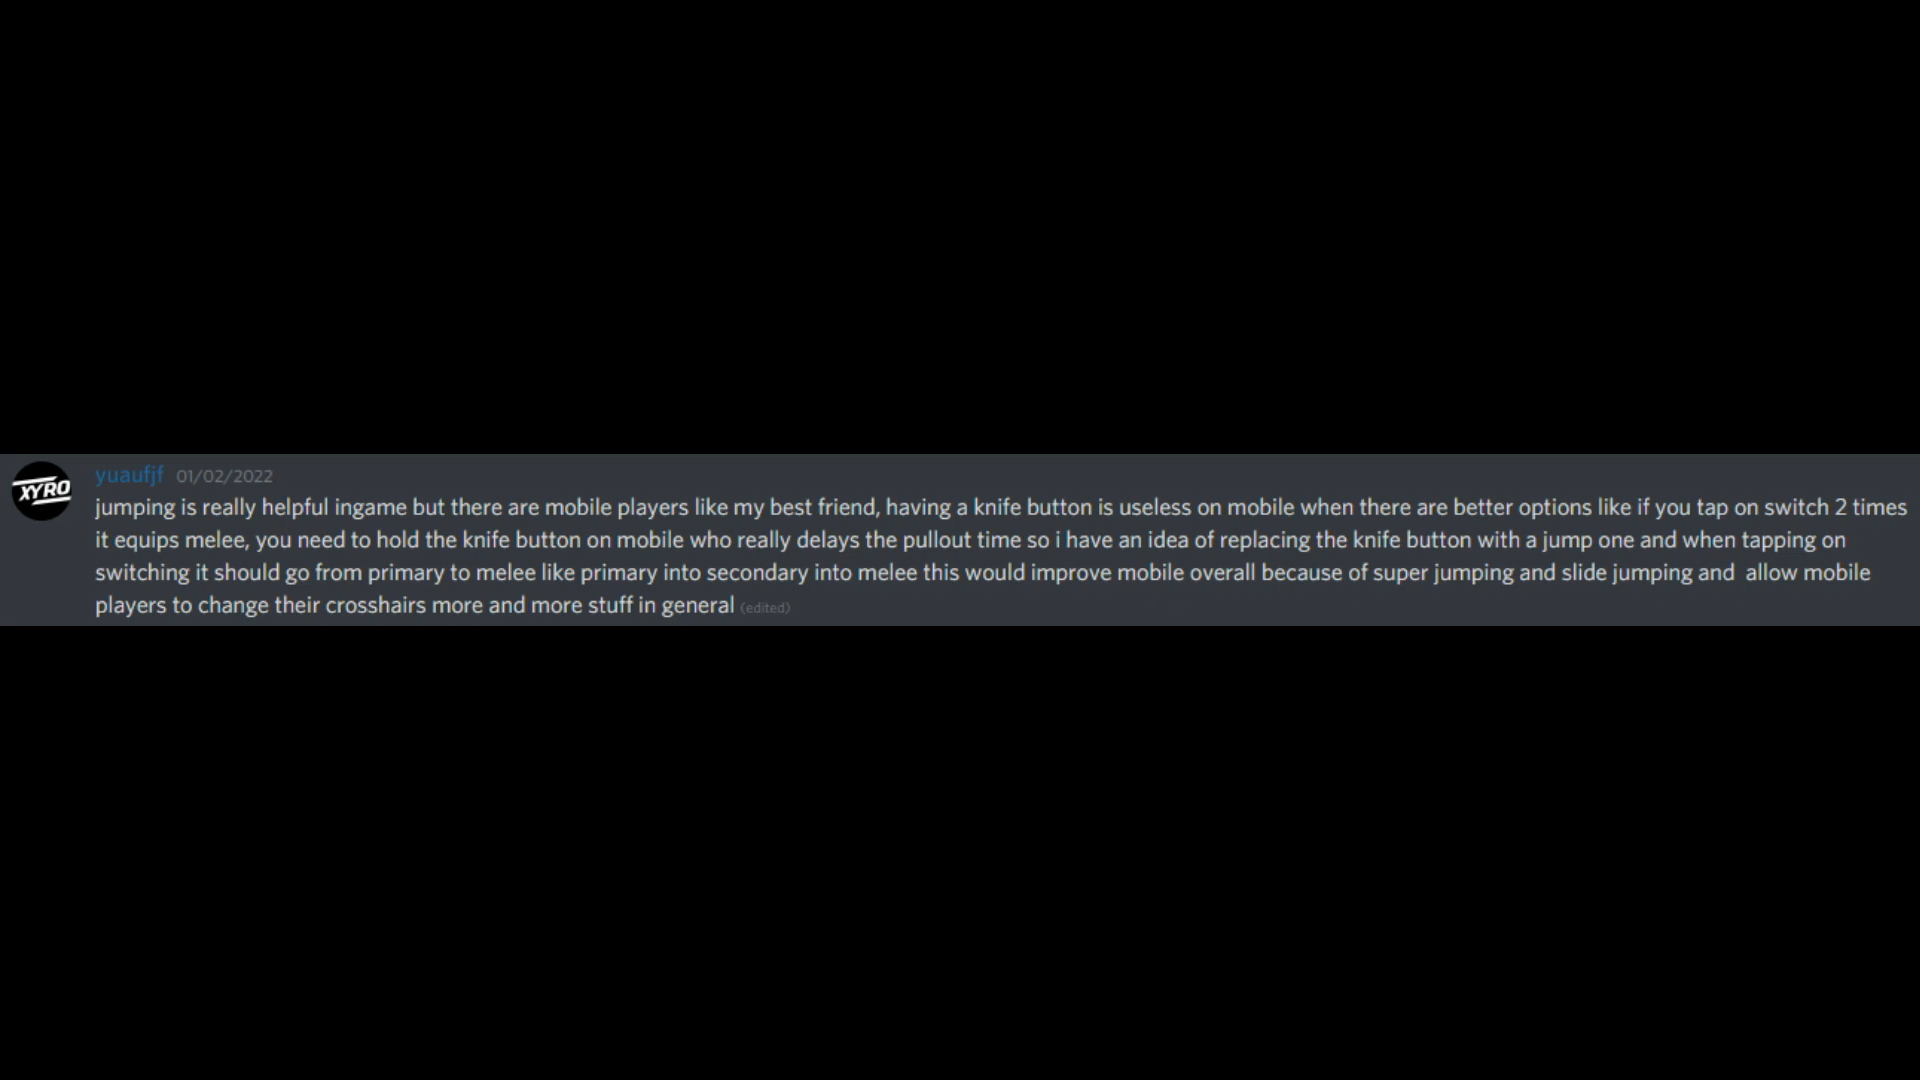 XYRO
yuaufjf 01/02/2022
jumping is really helpful ingame but there are mobile players like my best friend, having a knife button is useless on mobile when there are better options like if you tap on switch 2 times
it equips melee, you need to hold the knife button on mobile who really delays the pullout time so i have an idea of replacing the knife button with a jump one and when tapping on
switching it should go from primary to melee like primary into secondary into melee this would improve mobile overall because of super jumping and slide jumping and  allow mobile
players to change their crosshairs more and more stuff in general (edited)